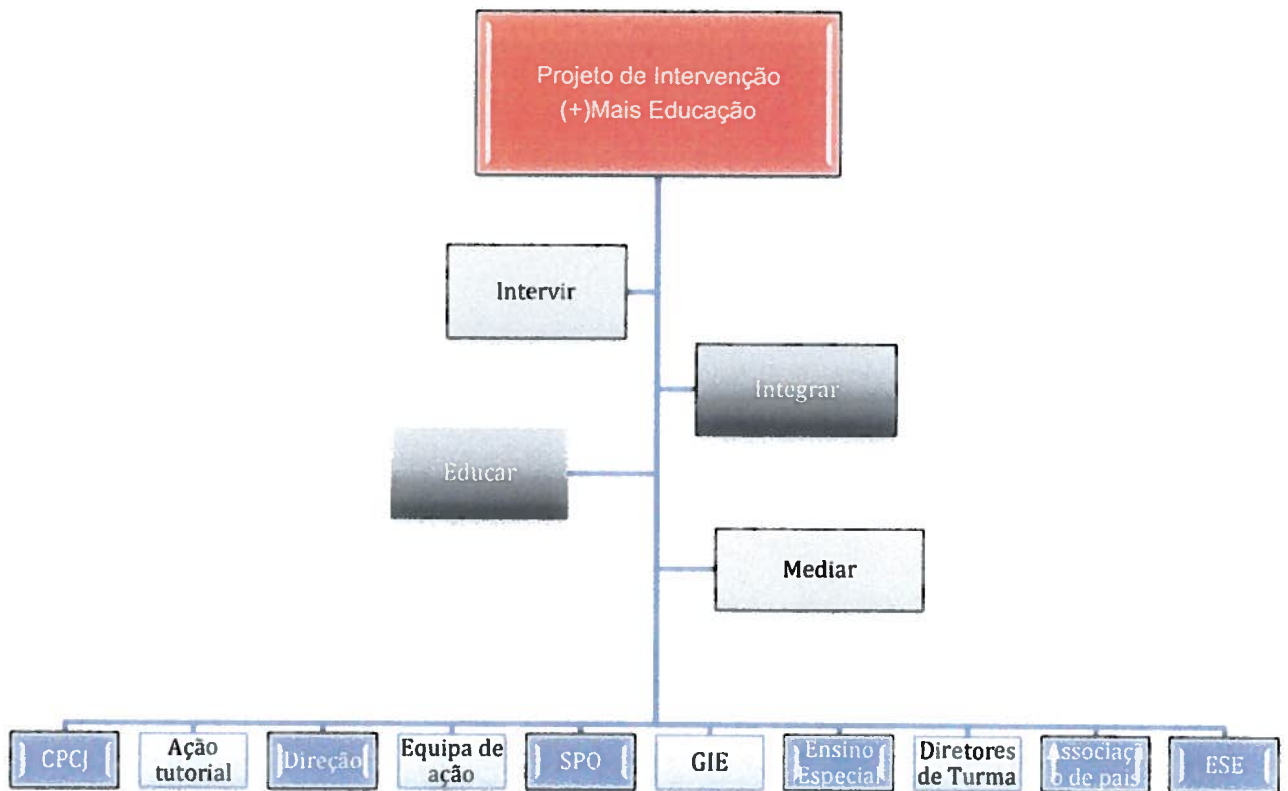 Projeto de Intervenção
(+)Mais Educação
Intervir
Integrar
Educar
Mediar
CPCJ
Ação
tutorial
Direção
Equipa de
ação
SPO
GIE
Ensino
Especial
Diretores
de Turma
Associaçã
o de pais
ESE